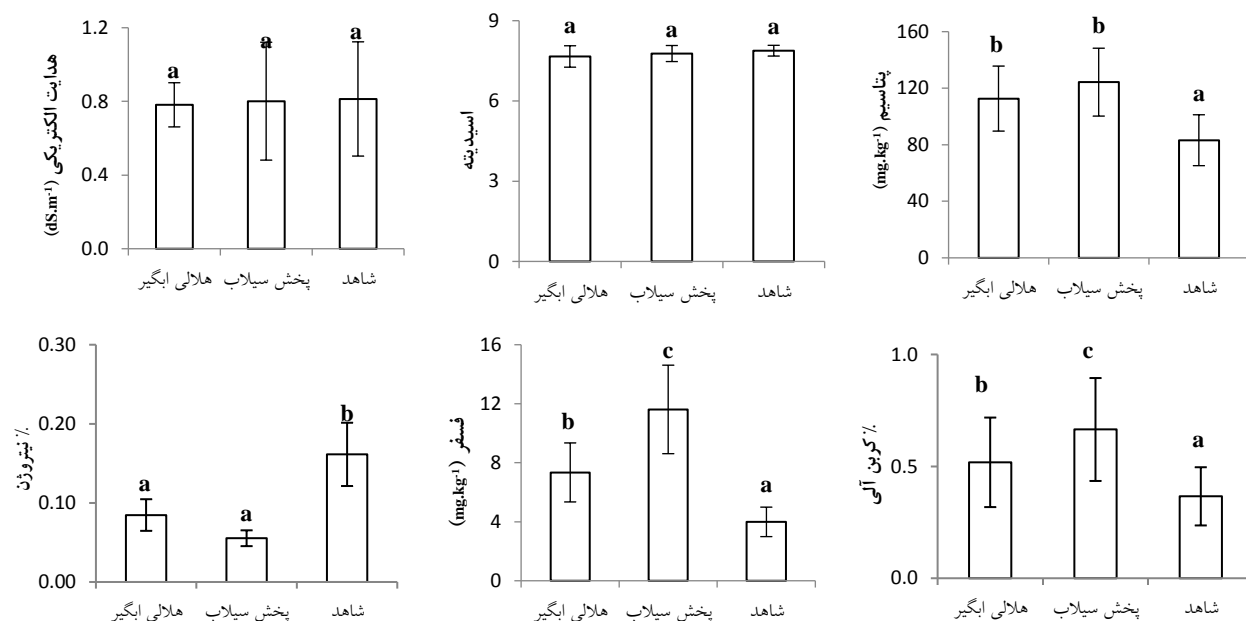 هدایت الکتریکی (dS.m⁻¹)
1.2
0.8
0.4
0.0
a
a
a
هلالی ابگیر
پخش سیلاب
شاهد
اسیدیته
9
6
3
0
a
a
a
هلالی ابگیر
پخش سیلاب
شاهد
پتاسیم (mg.kg⁻¹)
160
120
80
40
0
b
b
a
هلالی ابگیر
پخش سیلاب
شاهد
% نیتروژن
0.30
0.20
0.10
0.00
a
a
b
هلالی ابگیر
پخش سیلاب
شاهد
فسفر (mg.kg⁻¹)
16
12
8
4
0
b
c
a
هلالی ابگیر
پخش سیلاب
شاهد
% کربن آلی
1.0
0.5
0.0
b
c
a
هلالی ابگیر
پخش سیلاب
شاهد